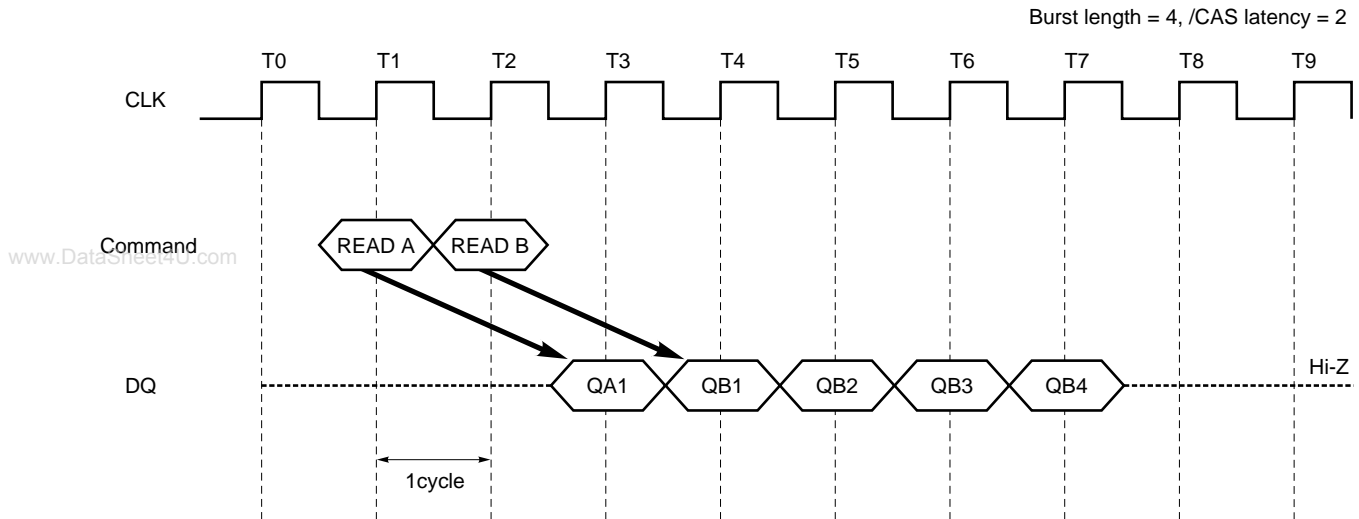 Burst length = 4, /CAS latency = 2
T0 T1 T2 T3 T4 T5 T6 T7 T8 T9
CLK
Command READ A READ B
www.DataSheet4U.com
Hi-Z
DQ QA1 QB1 QB2 QB3 QB4
1cycle